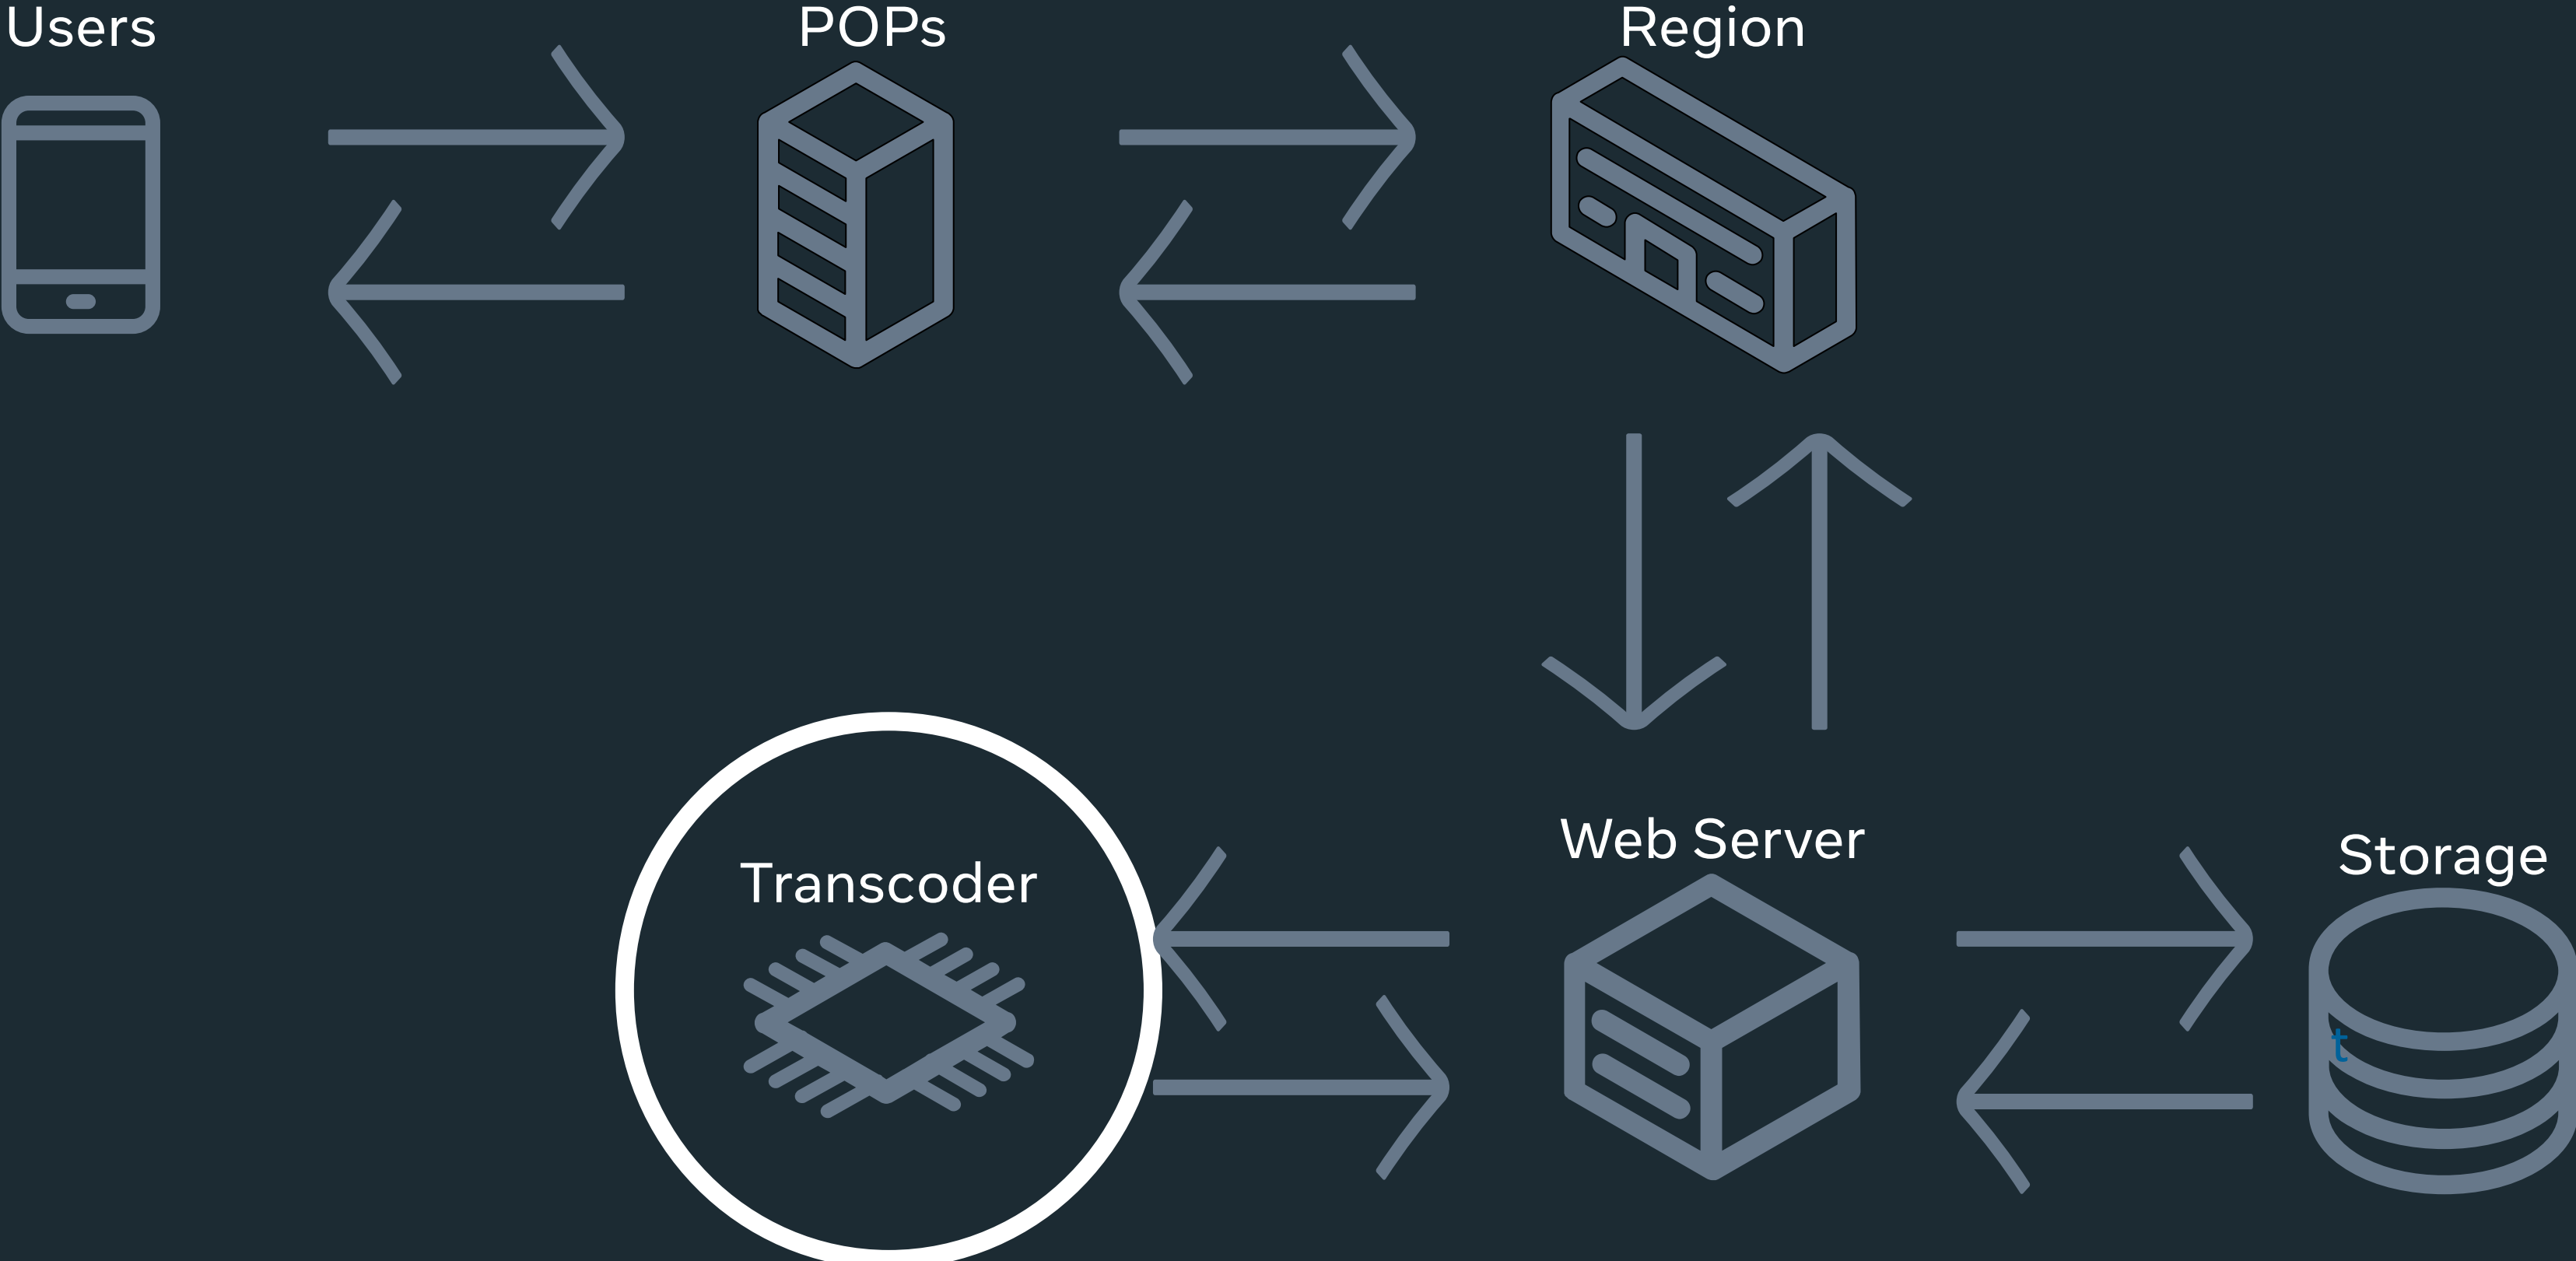 Users
POPs
Region
Transcoder
Web Server
Storage
t